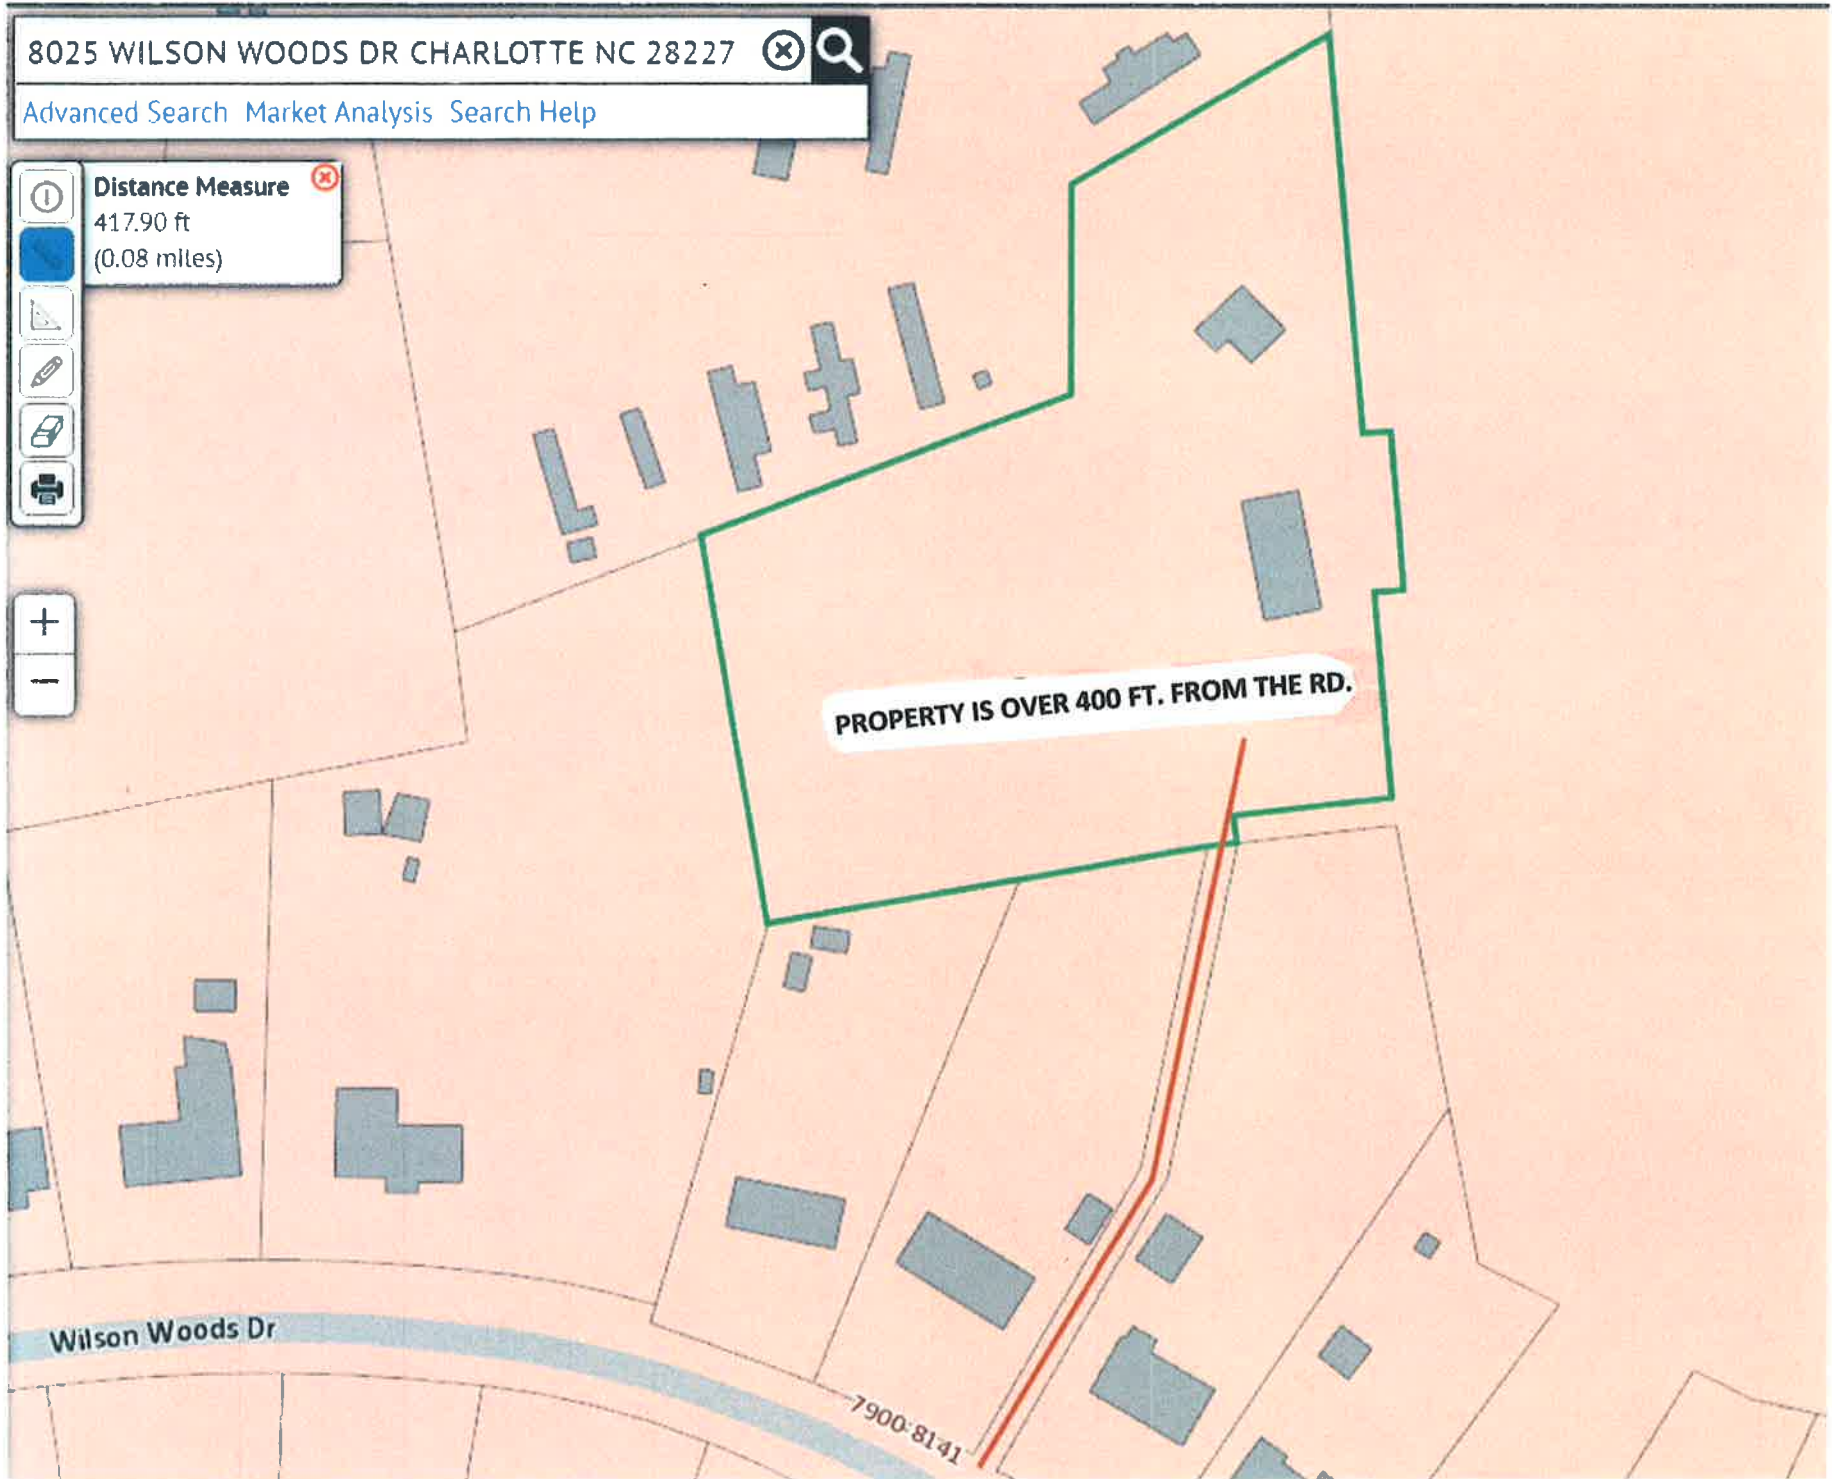 8025 WILSON WOODS DR CHARLOTTE NC 28227
Advanced Search Market Analysis Search Help
Distance Measure
417.90 ft
(0.08 miles)
PROPERTY IS OVER 400 FT. FROM THE RD.
Wilson Woods Dr
7900-8141